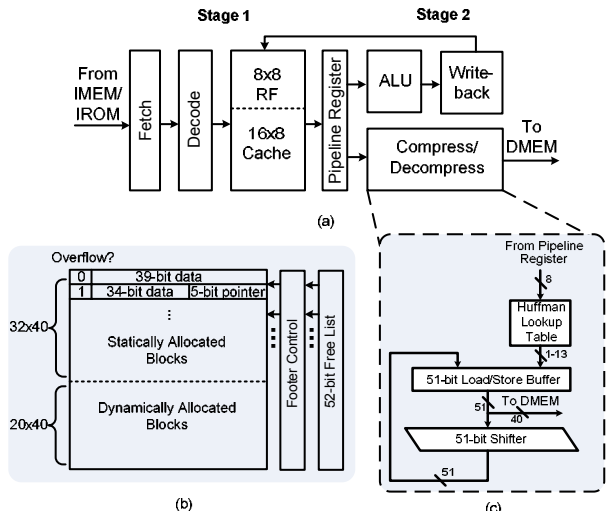 Stage 1
Stage 2
From
IMEM/
IROM
Fetch
Decode
8x8
RF
16x8
Cache
Pipeline Register
ALU
Write-
back
Compress/
Decompress
To
DMEM
(a)
Overflow?
0
39-bit data
1
34-bit data
5-bit pointer
32x40
Statically Allocated
Blocks
20x40
Dynamically Allocated
Blocks
Footer Control
52-bit Free List
(b)
From Pipeline
Register
8
Huffman
Lookup
Table
1-13
51-bit Load/Store Buffer
51
To DMEM
40
51-bit Shifter
51
(c)